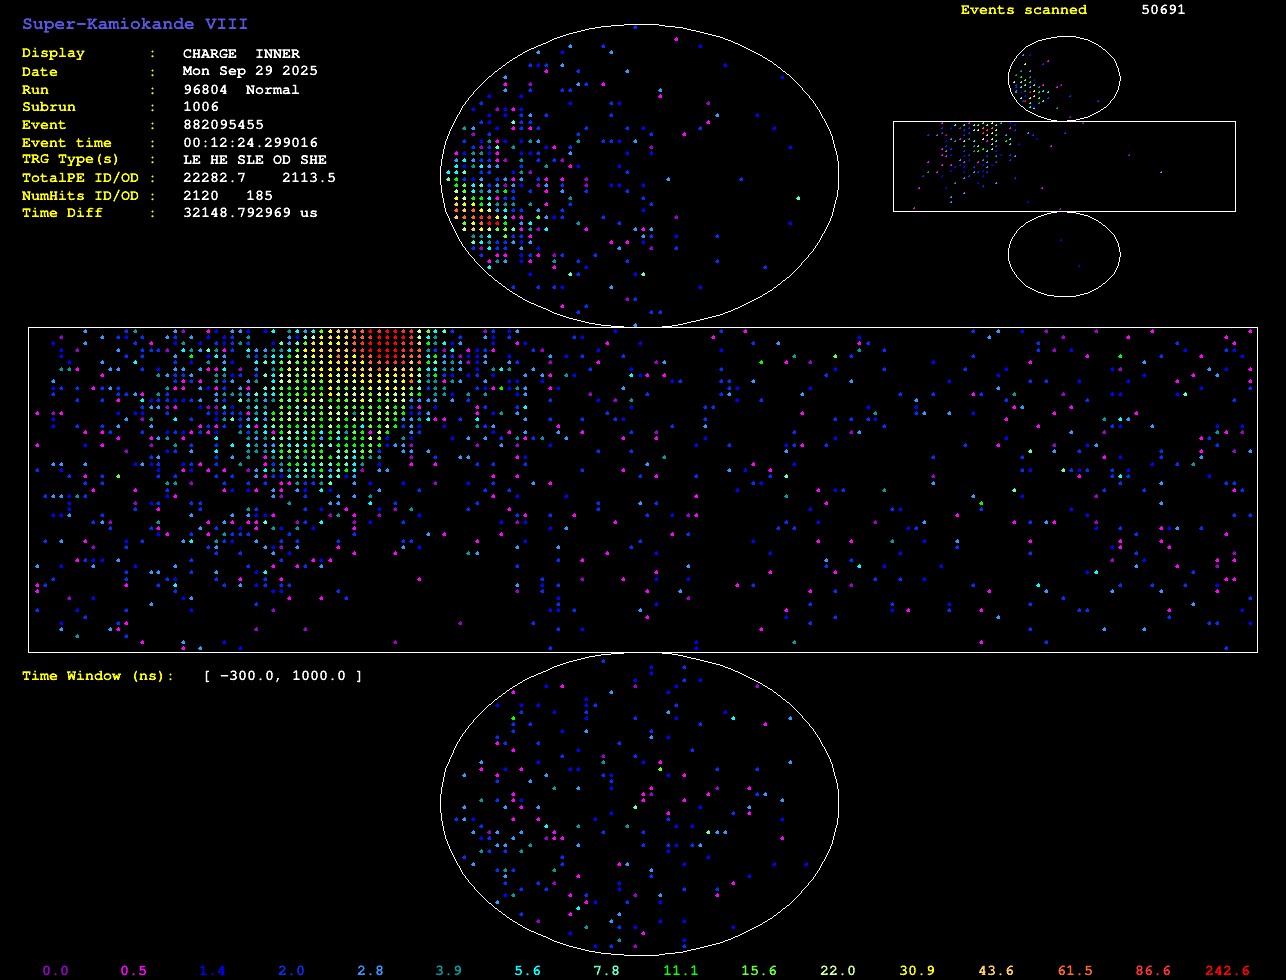 Super-Kamiokande VIII
Events scanned 50691
Display : CHARGE INNER
Date : Mon Sep 29 2025
Run : 96804 Normal
Subrun : 1006
Event : 882095455
Event time : 00:12:24.299016
TRG Type(s) : LE HE SLE OD SHE
TotalPE ID/OD : 22282.7 2113.5
NumHits ID/OD : 2120 185
Time Diff : 32148.792969 us
Time Window (ns): [ -300.0, 1000.0 ]
0.0 0.5 1.4 2.0 2.8 3.9 5.6 7.8 11.1 15.6 22.0 30.9 43.6 61.5 86.6 242.6